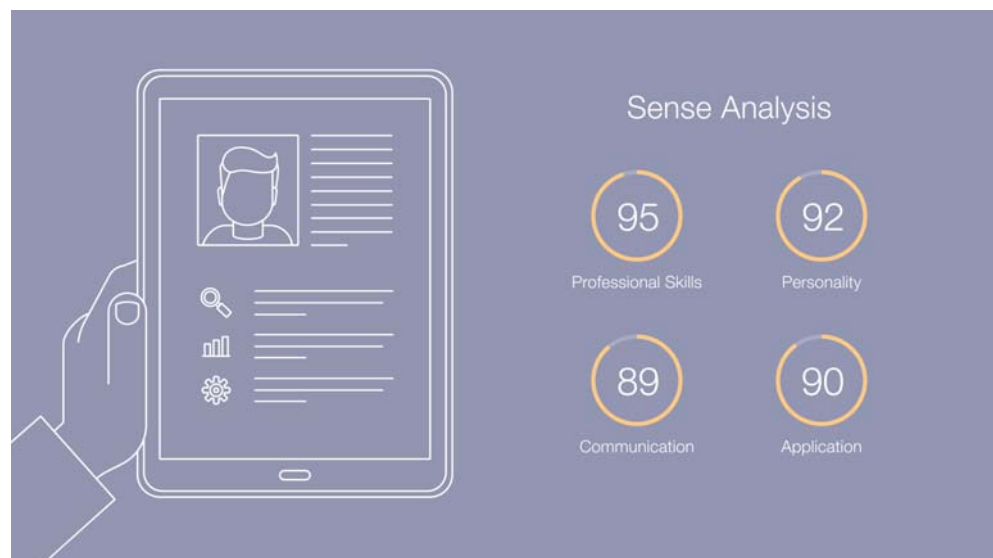 Sense Analysis
95
Professional Skills
92
Personality
89
Communication
90
Application